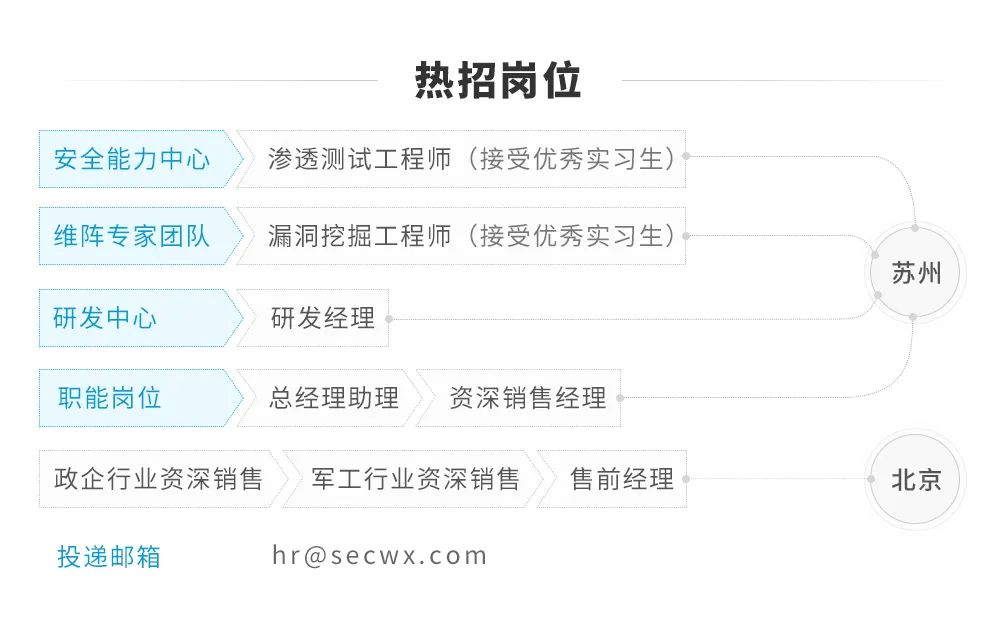 热招岗位
安全能力中心 渗透测试工程师（接受优秀实习生）
维阵专家团队 漏洞挖掘工程师（接受优秀实习生）
苏州
研发中心 研发经理
职能岗位 总经理助理 资深销售经理
政企行业资深销售 军工行业资深销售 售前经理 北京
投递邮箱 hr@secwx.com